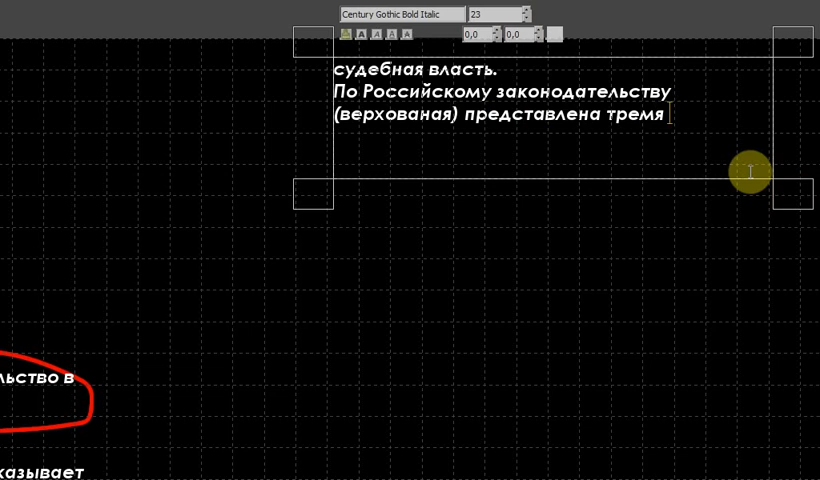 Century Gothic Bold Italic 23
A A A A 0,0 0,0
судебная власть.
По Российскому законодательству
(верхованая) представлена тремя
льство в
казывает